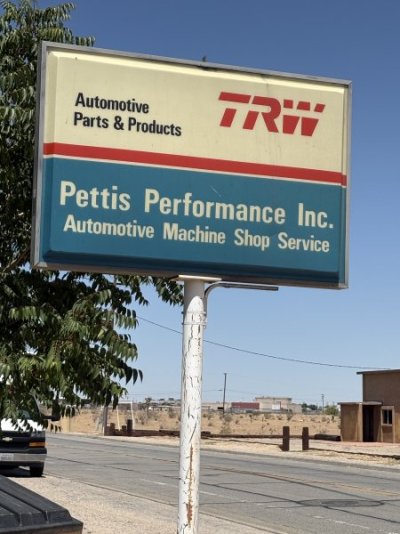 Automotive
Parts & Products
TRW
Pettis Performance Inc.
Automotive Machine Shop Service